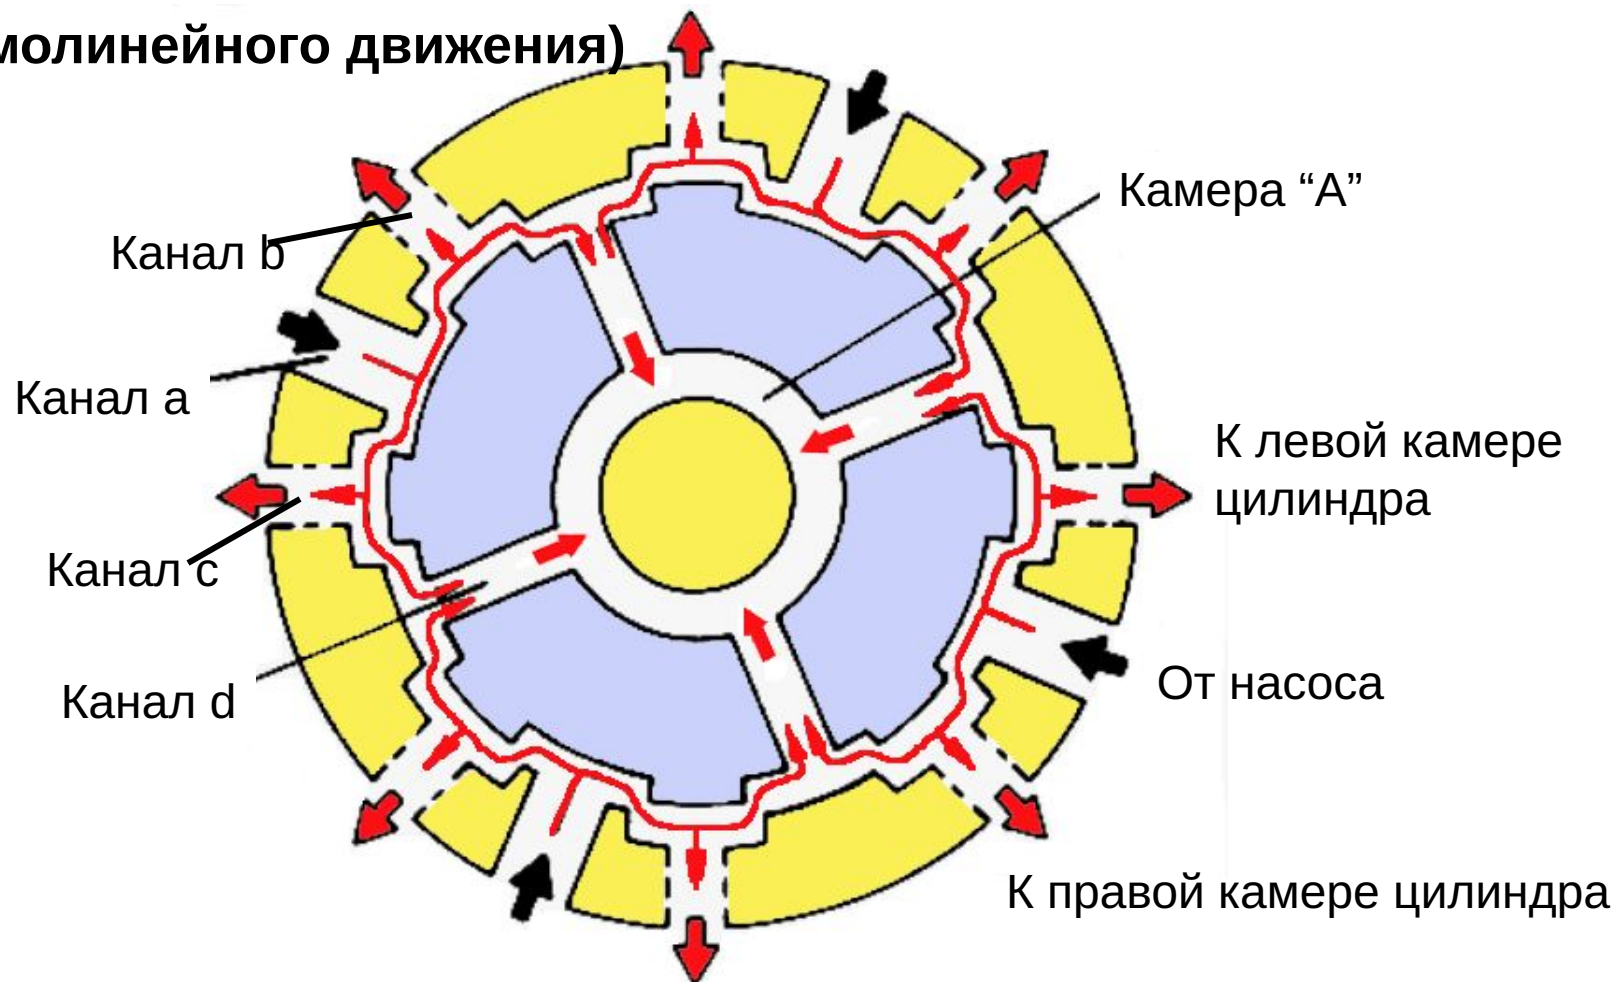 молинейного движения)
Камера “А”
Канал b
Канал a
К левой камере
цилиндра
Канал c
От насоса
Канал d
К правой камере цилиндра